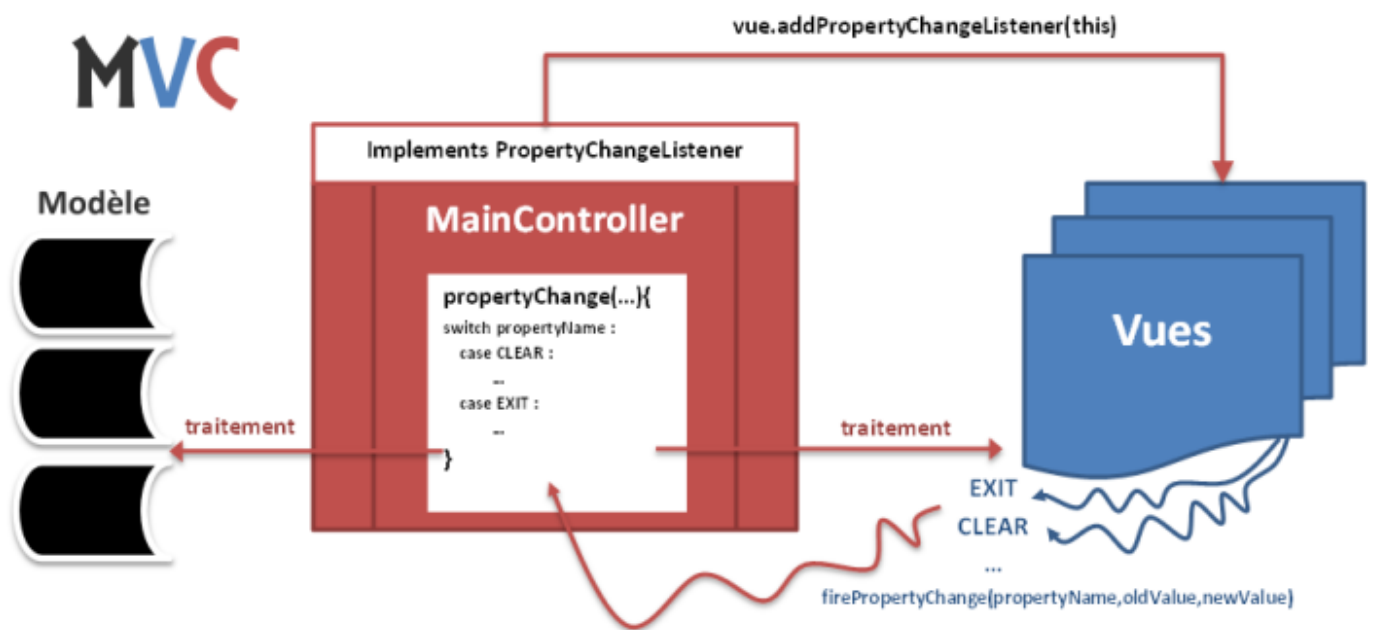 MVC
vue.addPropertyChangeListener(this)
Implements PropertyChangeListener
Modèle
MainController
propertyChange(...){
switch propertyName :
case CLEAR :
...
case EXIT :
...
}
traitement
traitement
Vues
EXIT
CLEAR
...
firePropertyChange(propertyName,oldValue,newValue)